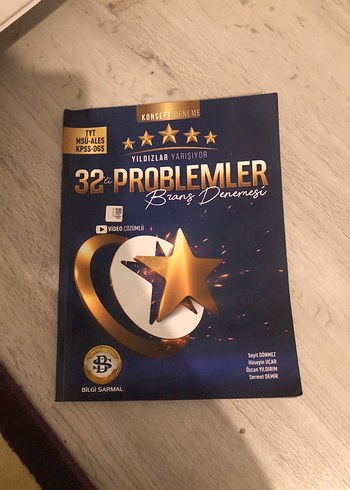 KONSEPT DENEME
TYT
MSÜ-ALES
KPSS-DGS
YILDIZLAR YARIŞIYOR
32'li PROBLEMLER
Branş Denemesi
VİDEO ÇÖZÜMLÜ
Seyit DÖNMEZ
Hüseyin UÇAR
Özcan YILDIRIM
Sermet DEMİR
BİLGİ SARMAL